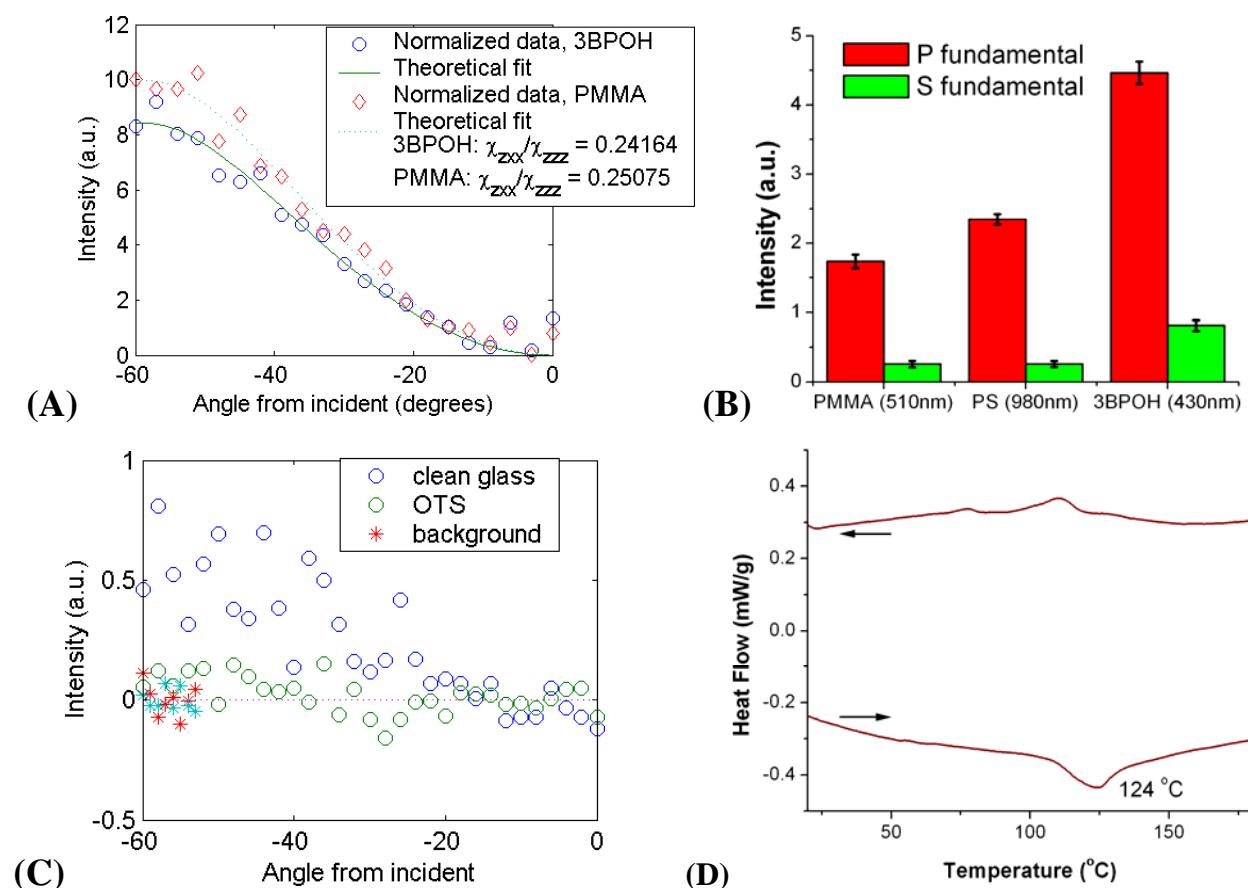 12
10
8
6
4
2
0
Intensity (a.u.)
Normalized data, 3BPOH
Theoretical fit
Normalized data, PMMA
Theoretical fit
3BPOH: χzxx/χzzz = 0.24164
PMMA: χzxx/χzzz = 0.25075
-60
-40
-20
0
Angle from incident (degrees)
(A)
5
4
3
2
1
0
Intensity (a.u.)
P fundamental
S fundamental
PMMA (510nm)
PS (980nm)
3BPOH (430nm)
(B)
1
0.5
0
-0.5
Intensity (a.u.)
clean glass
OTS
background
-60
-40
-20
0
Angle from incident
(C)
0.4
0.2
0.0
-0.2
-0.4
Heat Flow (mW/g)
124 °C
50
100
150
Temperature (°C)
(D)